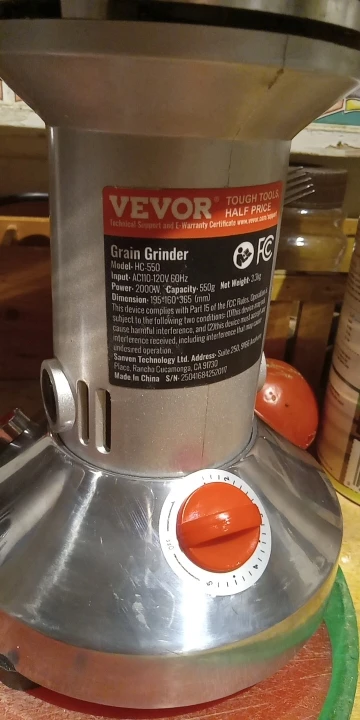 VEVOR®
TOUGH TOOLS,
HALF PRICE
Technical Support and E-Warranty Certificate www.vevor.com/support
Grain Grinder
Model: HC-550
Input: AC110-120V 60Hz
Power: 2000W Capacity: 550g Net Weight: 3.3kg
Dimension: 195*160*365 (mm)
This device complies with Part 15 of the FCC Rules. Operation is
subject to the following two conditions: (1)this device may not
cause harmful interference, and (2)this device must accept any
interference received, including interference that may cause
undesired operation.
Sanven Technology Ltd. Address: Suite 250, 9166 Anaheim
Place, Rancho Cucamonga, CA 91730
Made In China S/N:
FC